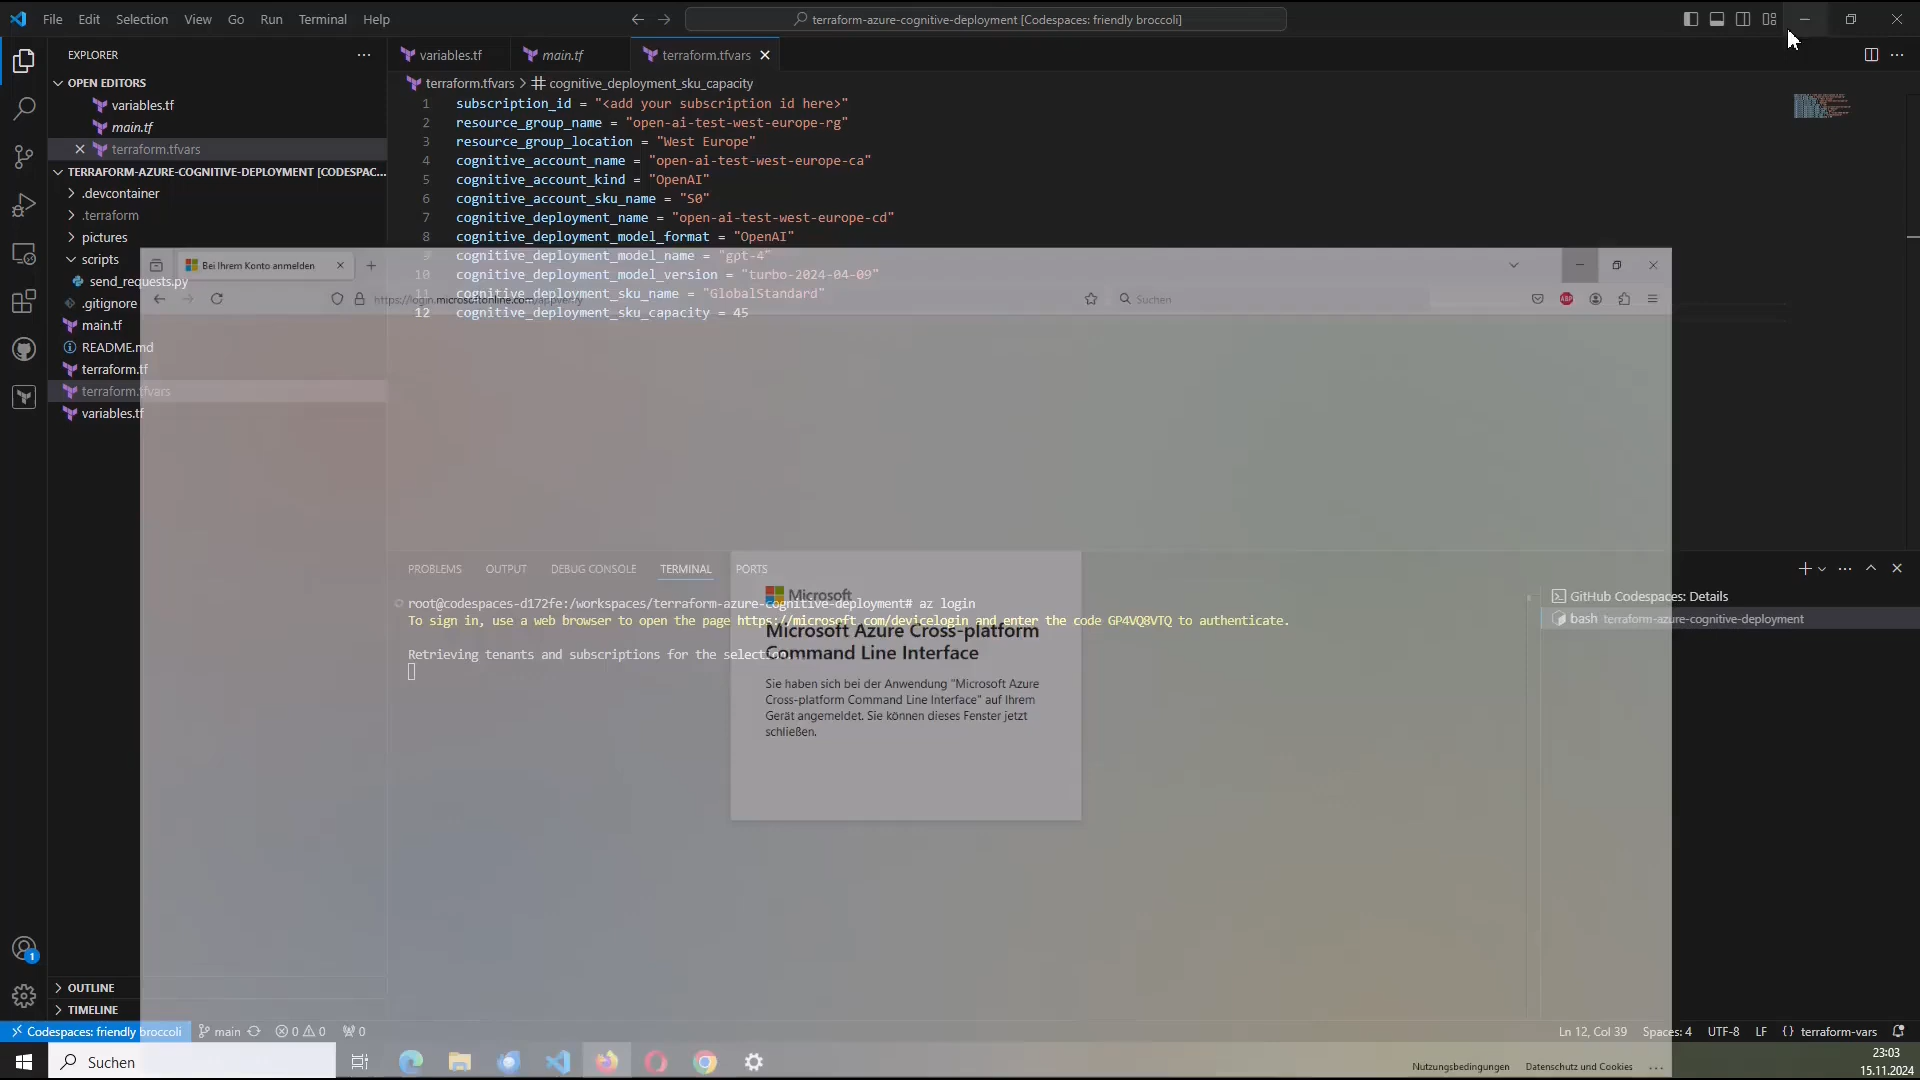 File Edit Selection View Go Run Terminal Help
terraform-azure-cognitive-deployment [Codespaces: friendly broccoli]
EXPLORER
OPEN EDITORS
variables.tf
main.tf
terraform.tfvars
TERRAFORM-AZURE-COGNITIVE-DEPLOYMENT [CODESPAC...
.devcontainer
.terraform
pictures
scripts
send_requests.py
.gitignore
main.tf
README.md
terraform.tf
terraform.tfvars
variables.tf
OUTLINE
TIMELINE
variables.tf main.tf terraform.tfvars
terraform.tfvars > cognitive_deployment_sku_capacity
1 subscription_id = "<add your subscription id here>"
2 resource_group_name = "open-ai-test-west-europe-rg"
3 resource_group_location = "West Europe"
4 cognitive_account_name = "open-ai-test-west-europe-ca"
5 cognitive_account_kind = "OpenAI"
6 cognitive_account_sku_name = "S0"
7 cognitive_deployment_name = "open-ai-test-west-europe-cd"
8 cognitive_deployment_model_format = "OpenAI"
9 cognitive_deployment_model_name = "gpt-4"
10 cognitive_deployment_model_version = "turbo-2024-04-09"
11 cognitive_deployment_sku_name = "GlobalStandard"
12 cognitive_deployment_sku_capacity = 45
Bei Ihrem Konto anmelden
Suchen
PROBLEMS OUTPUT DEBUG CONSOLE TERMINAL PORTS
root@codespaces-d172fe:/workspaces/terraform-azure-cognitive-deployment# az login
To sign in, use a web browser to open the page https://microsoft.com/devicelogin and enter the code GP4VQ8VTQ to authenticate.
Retrieving tenants and subscriptions for the selection
GitHub Codespaces: Details
bash terraform-azure-cognitive-deployment
Microsoft
Microsoft Azure Cross-platform
Command Line Interface
Sie haben sich bei der Anwendung "Microsoft Azure
Cross-platform Command Line Interface" auf Ihrem
Gerät angemeldet. Sie können dieses Fenster jetzt
schließen.
1
Codespaces: friendly broccoli main 0 0 0
Ln 12, Col 39 Spaces: 4 UTF-8 LF {} terraform-vars
Suchen
Nutzungsbedingungen Datenschutz und Cookies ...
23:03
15.11.2024